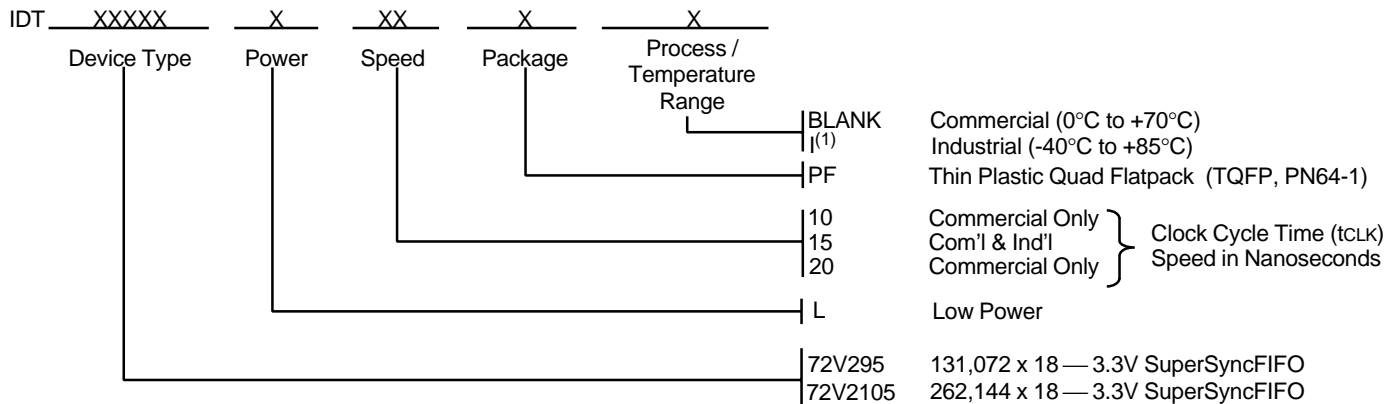 IDT XXXXX X XX X X
Device Type Power Speed Package Process / Temperature Range
BLANK Commercial (0°C to +70°C)
I(1) Industrial (-40°C to +85°C)
PF Thin Plastic Quad Flatpack (TQFP, PN64-1)
10 Commercial Only
15 Com'l & Ind'l
20 Commercial Only
Clock Cycle Time (tCLK)
Speed in Nanoseconds
L Low Power
72V295 131,072 x 18 — 3.3V SuperSyncFIFO
72V2105 262,144 x 18 — 3.3V SuperSyncFIFO